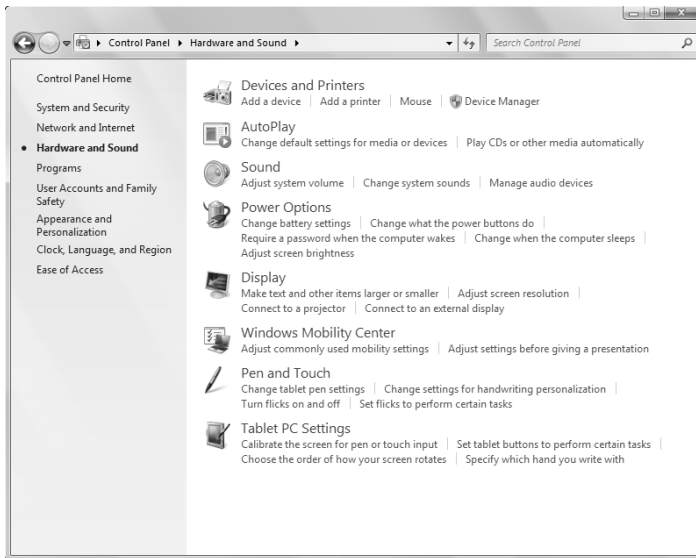 Control Panel
Hardware and Sound
Search Control Panel
Control Panel Home
System and Security
Network and Internet
Hardware and Sound
Programs
User Accounts and Family
Safety
Appearance and
Personalization
Clock, Language, and Region
Ease of Access
Devices and Printers
Add a device | Add a printer | Mouse | Device Manager
AutoPlay
Change default settings for media or devices | Play CDs or other media automatically
Sound
Adjust system volume | Change system sounds | Manage audio devices
Power Options
Change battery settings | Change what the power buttons do |
Require a password when the computer wakes | Change when the computer sleeps |
Adjust screen brightness
Display
Make text and other items larger or smaller | Adjust screen resolution |
Connect to a projector | Connect to an external display
Windows Mobility Center
Adjust commonly used mobility settings | Adjust settings before giving a presentation
Pen and Touch
Change tablet pen settings | Change settings for handwriting personalization |
Turn flicks on and off | Set flicks to perform certain tasks
Tablet PC Settings
Calibrate the screen for pen or touch input | Set tablet buttons to perform certain tasks |
Choose the order of how your screen rotates | Specify which hand you write with